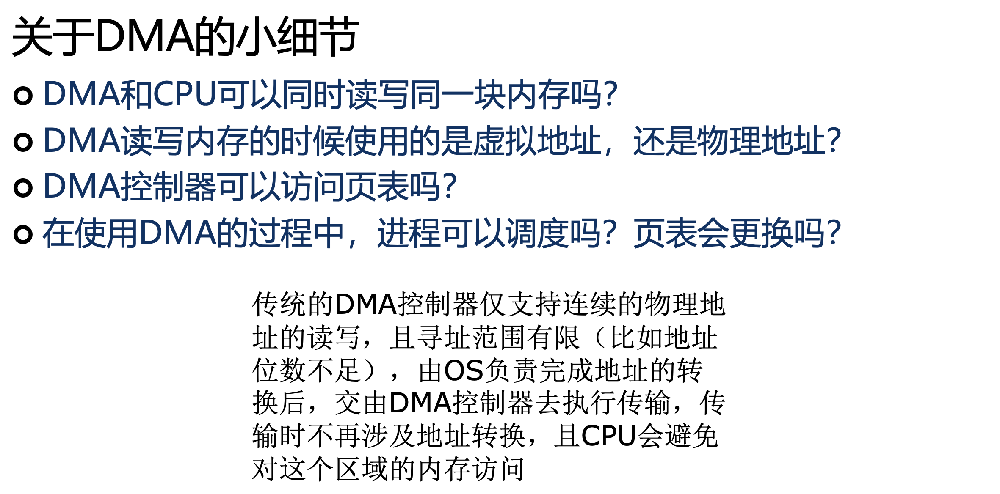 关于DMA的小细节
DMA和CPU可以同时读写同一块内存吗？
DMA读写内存的时候使用的是虚拟地址，还是物理地址？
DMA控制器可以访问页表吗？
在使用DMA的过程中，进程可以调度吗？页表会更换吗？
传统的DMA控制器仅支持连续的物理地
址的读写，且寻址范围有限（比如地址
位数不足），由OS负责完成地址的转
换后，交由DMA控制器去执行传输，传
输时不再涉及地址转换，且CPU会避免
对这个区域的内存访问